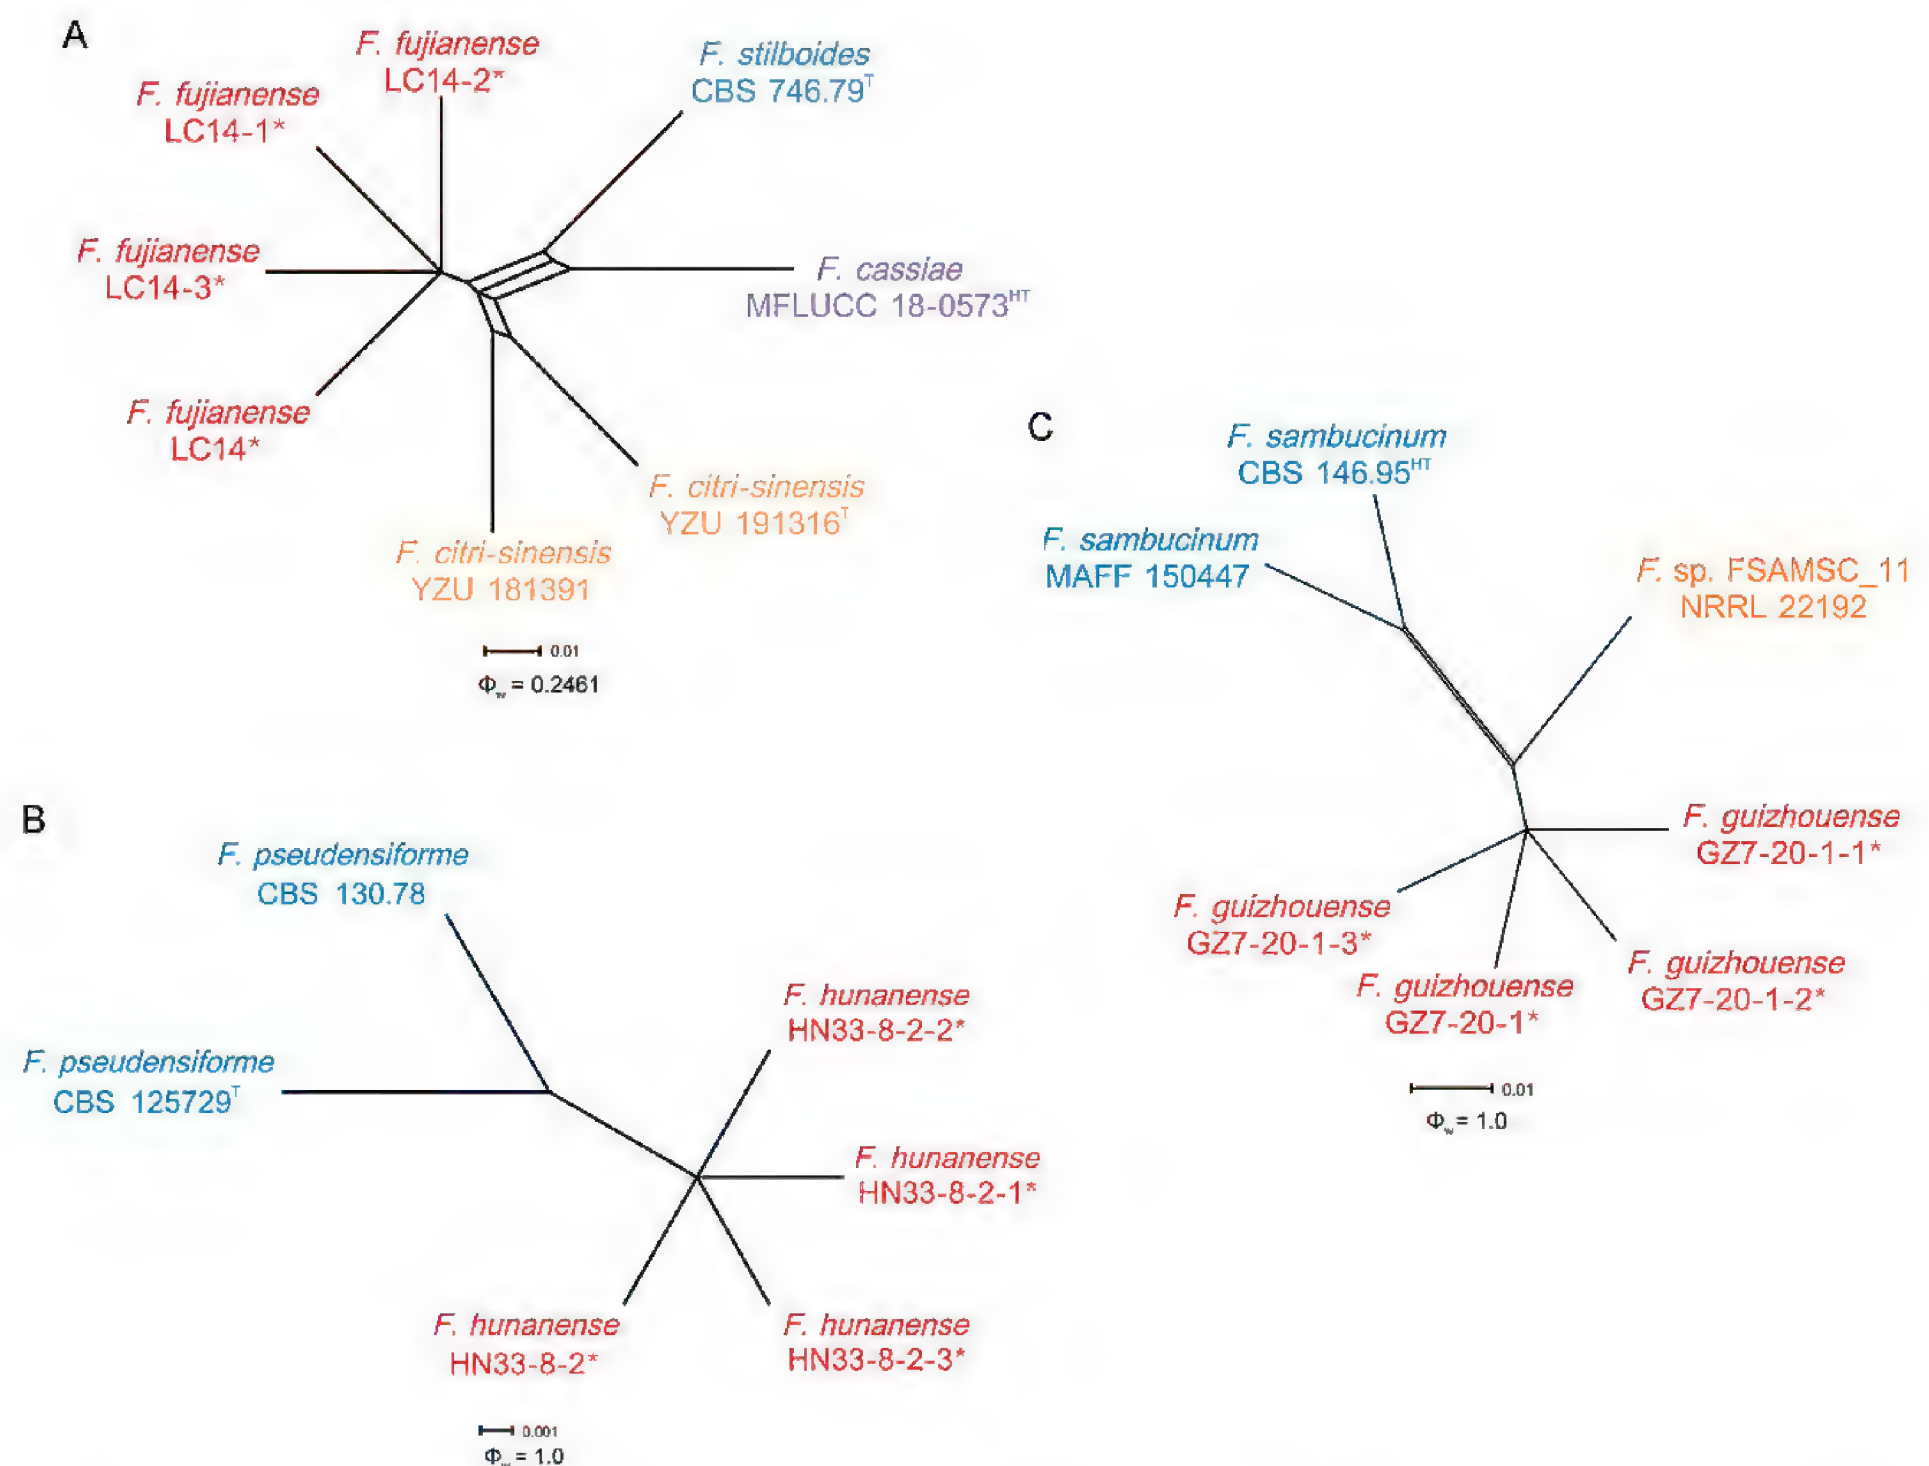 A
F. fujianense
LC14-2*
F. stilboides
CBS 746.79T
F. fujianense
LC14-1*
F. fujianense
LC14-3*
F. cassiae
MFLUCC 18-0573HT
F. fujianense
LC14*
F. citri-sinensis
YZU 191316T
F. citri-sinensis
YZU 181391
0.01
Φw = 0.2461
B
F. pseudensiforme
CBS 130.78
F. hunanense
HN33-8-2-2*
F. pseudensiforme
CBS 125729T
F. hunanense
HN33-8-2-1*
F. hunanense
HN33-8-2*
F. hunanense
HN33-8-2-3*
0.001
Φw = 1.0
C
F. sambucinum
CBS 146.95HT
F. sambucinum
MAFF 150447
F. sp. FSAMSC_11
NRRL 22192
F. guizhouense
GZ7-20-1-1*
F. guizhouense
GZ7-20-1-3*
F. guizhouense
GZ7-20-1-2*
F. guizhouense
GZ7-20-1*
0.01
Φw = 1.0